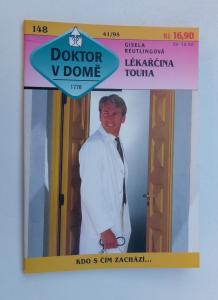 148
41/95
Kč 16,90
DOKTOR
V DOMĚ
1778
GISELA
REUTLINGOVÁ
LÉKAŘČINA
TOUHA
KDO S ČÍM ZACHÁZÍ...